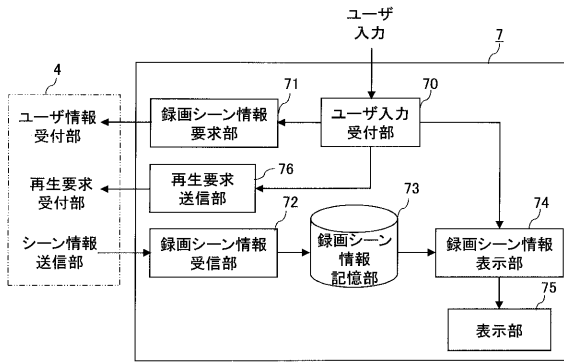 ユーザ
入力
7
4
71
70
ユーザ情報
受付部
録画シーン情報
要求部
ユーザ入力
受付部
76
再生要求
受付部
再生要求
送信部
72
73
74
シーン情報
送信部
録画シーン情報
受信部
録画シーン
情報
記憶部
録画シーン情報
表示部
75
表示部